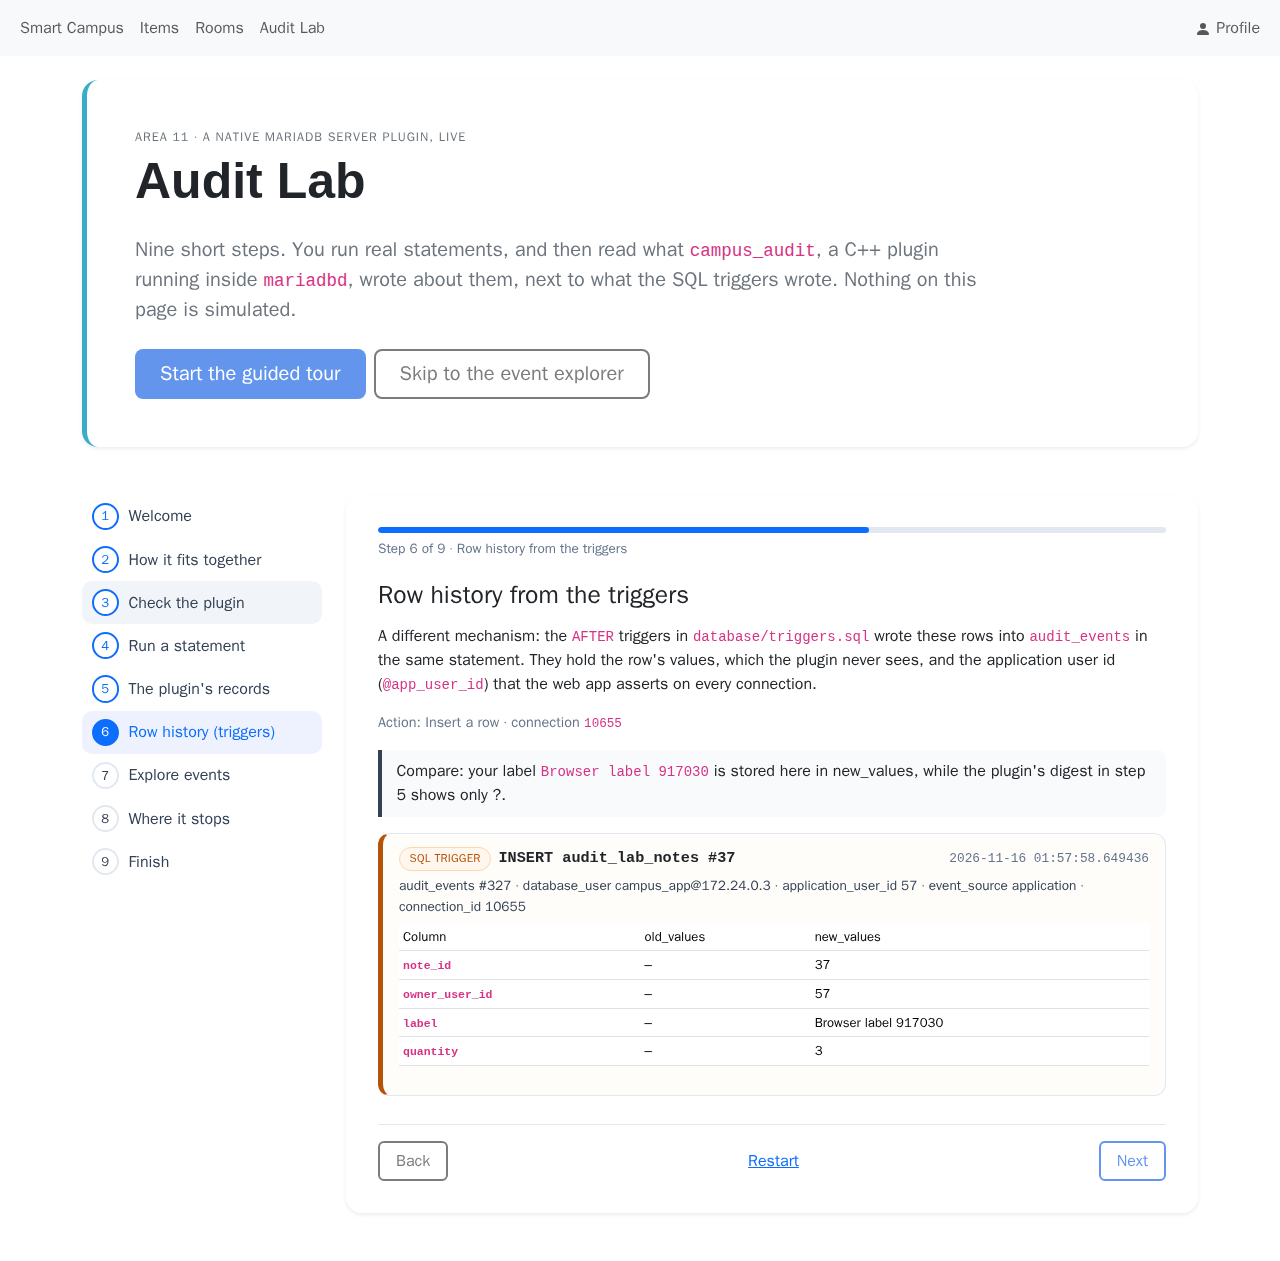 Smart Campus Items Rooms Audit Lab Profile
AREA 11 · A NATIVE MARIADB SERVER PLUGIN, LIVE
Audit Lab
Nine short steps. You run real statements, and then read what campus_audit, a C++ plugin
running inside mariadbd, wrote about them, next to what the SQL triggers wrote. Nothing on this
page is simulated.
Start the guided tour Skip to the event explorer
1 Welcome
2 How it fits together
3 Check the plugin
4 Run a statement
5 The plugin's records
6 Row history (triggers)
7 Explore events
8 Where it stops
9 Finish
Step 6 of 9 · Row history from the triggers
Row history from the triggers
A different mechanism: the AFTER triggers in database/triggers.sql wrote these rows into audit_events in
the same statement. They hold the row's values, which the plugin never sees, and the application user id
(@app_user_id) that the web app asserts on every connection.
Action: Insert a row · connection 10655
Compare: your label Browser label 917030 is stored here in new_values, while the plugin's digest in step
5 shows only ?.
SQL TRIGGER INSERT audit_lab_notes #37 2026-11-16 01:57:58.649436
audit_events #327 · database_user campus_app@172.24.0.3 · application_user_id 57 · event_source application ·
connection_id 10655
Column old_values new_values
note_id — 37
owner_user_id — 57
label — Browser label 917030
quantity — 3
Back Restart Next